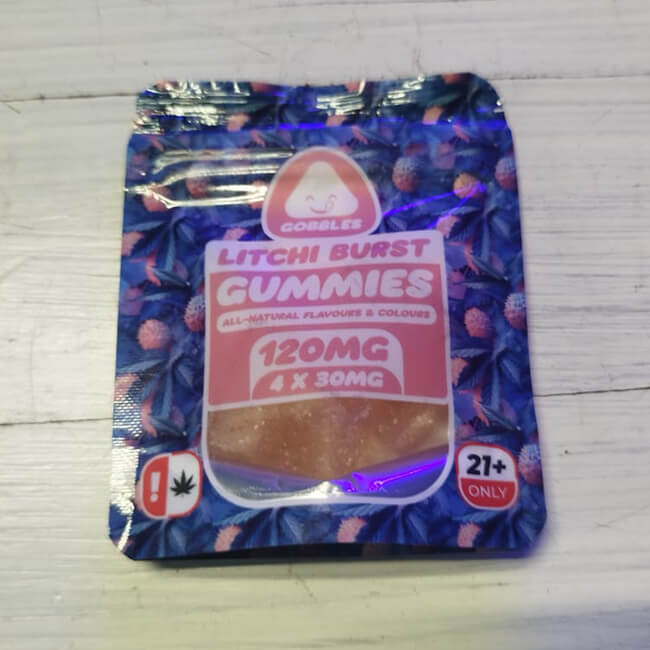 GOBBLES
LITCHI BURST
GUMMIES
ALL-NATURAL FLAVOURS & COLOURS
120MG
4 X 30MG
!
21+
ONLY